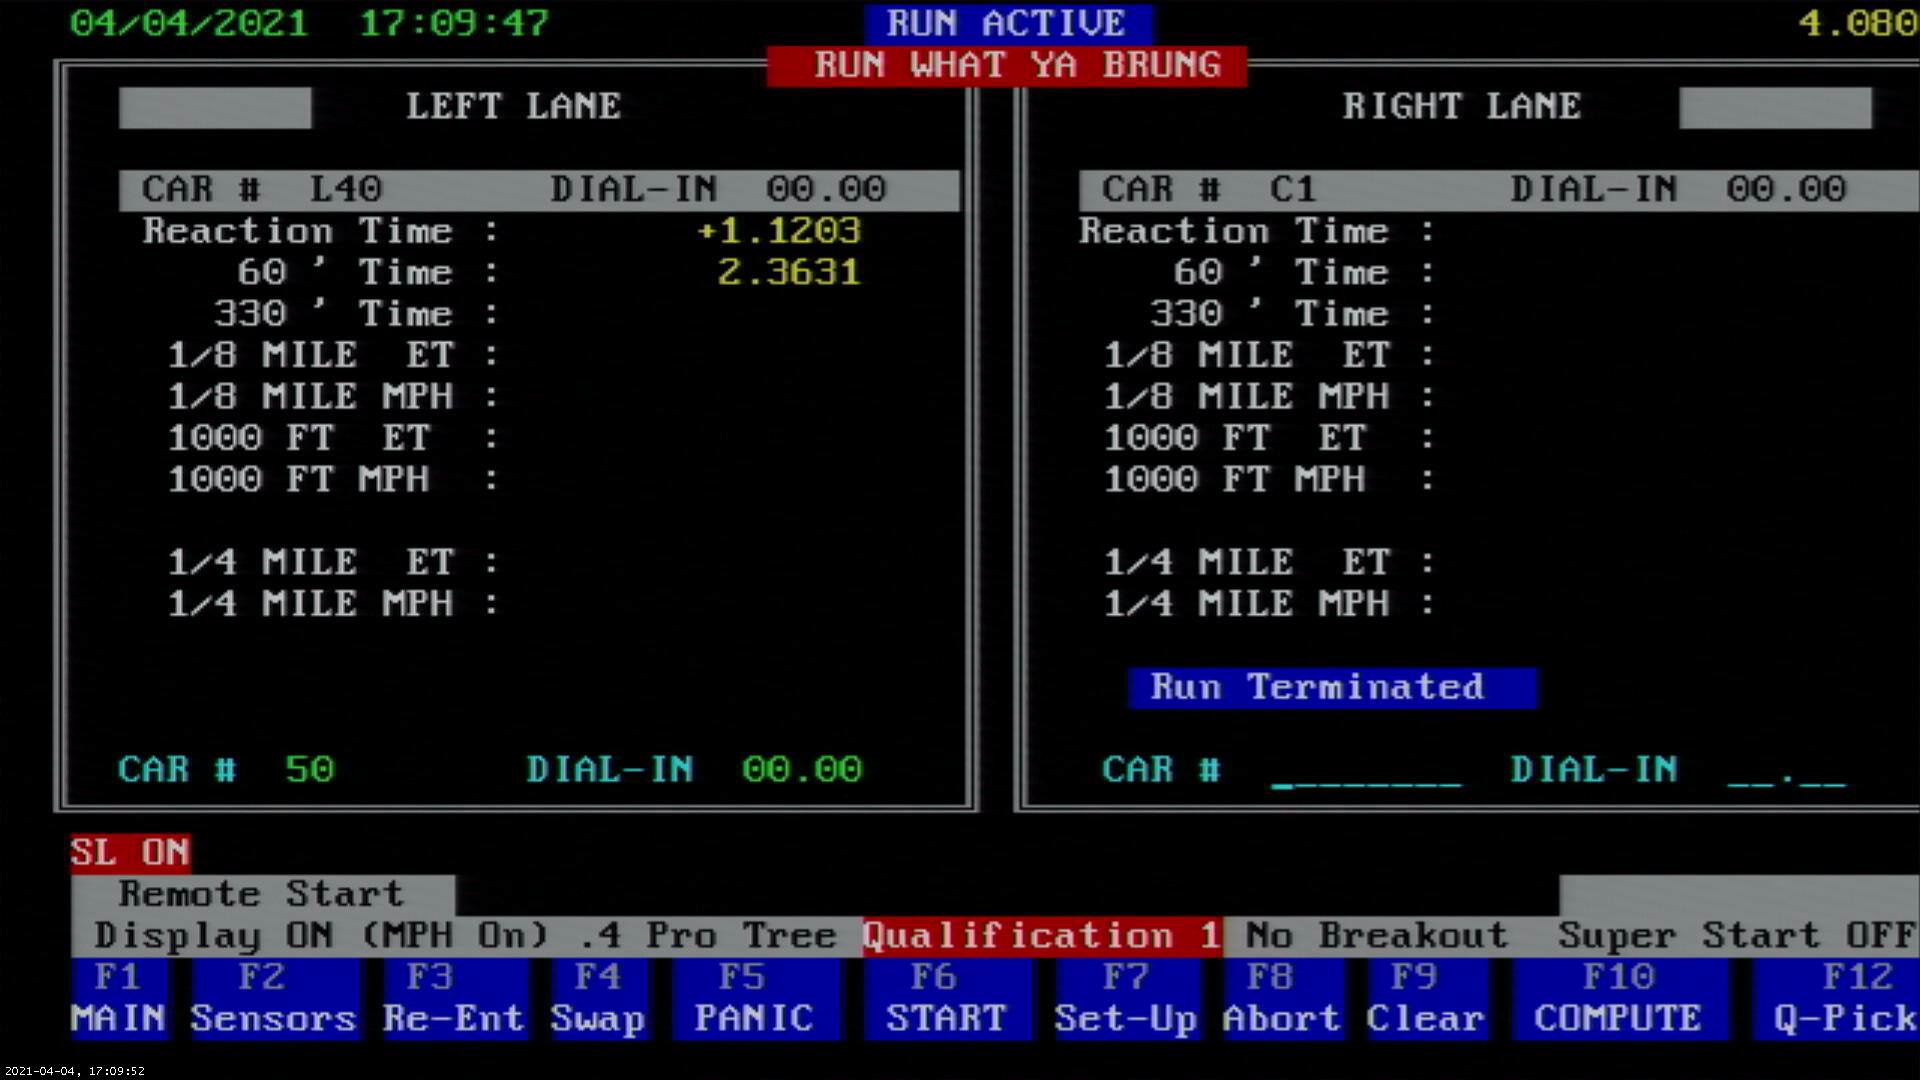 04/04/2021 17:09:47 RUN ACTIVE 4.080
RUN WHAT YA BRUNG
LEFT LANE RIGHT LANE
CAR # L40 DIAL-IN 00.00 CAR # C1 DIAL-IN 00.00
Reaction Time : +1.1203 Reaction Time :
60 ' Time : 2.3631 60 ' Time :
330 ' Time : 330 ' Time :
1/8 MILE ET : 1/8 MILE ET :
1/8 MILE MPH : 1/8 MILE MPH :
1000 FT ET : 1000 FT ET :
1000 FT MPH : 1000 FT MPH :
1/4 MILE ET : 1/4 MILE ET :
1/4 MILE MPH : 1/4 MILE MPH :
Run Terminated
CAR # 50 DIAL-IN 00.00 CAR # ________ DIAL-IN __.__
SL ON
Remote Start
Display ON (MPH On) .4 Pro Tree Qualification 1 No Breakout Super Start OFF
F1 F2 F3 F4 F5 F6 F7 F8 F9 F10 F12
MAIN Sensors Re-Ent Swap PANIC START Set-Up Abort Clear COMPUTE Q-Pick
2021-04-04, 17:09:52